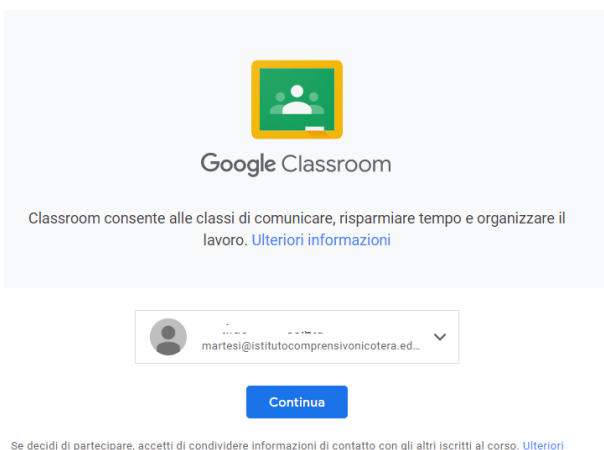 Google Classroom
Classroom consente alle classi di comunicare, risparmiare tempo e organizzare il
lavoro. Ulteriori informazioni
martesi@istitutocomprensivonicotera.ed...
Continua
Se decidi di partecipare, accetti di condividere informazioni di contatto con gli altri iscritti al corso. Ulteriori